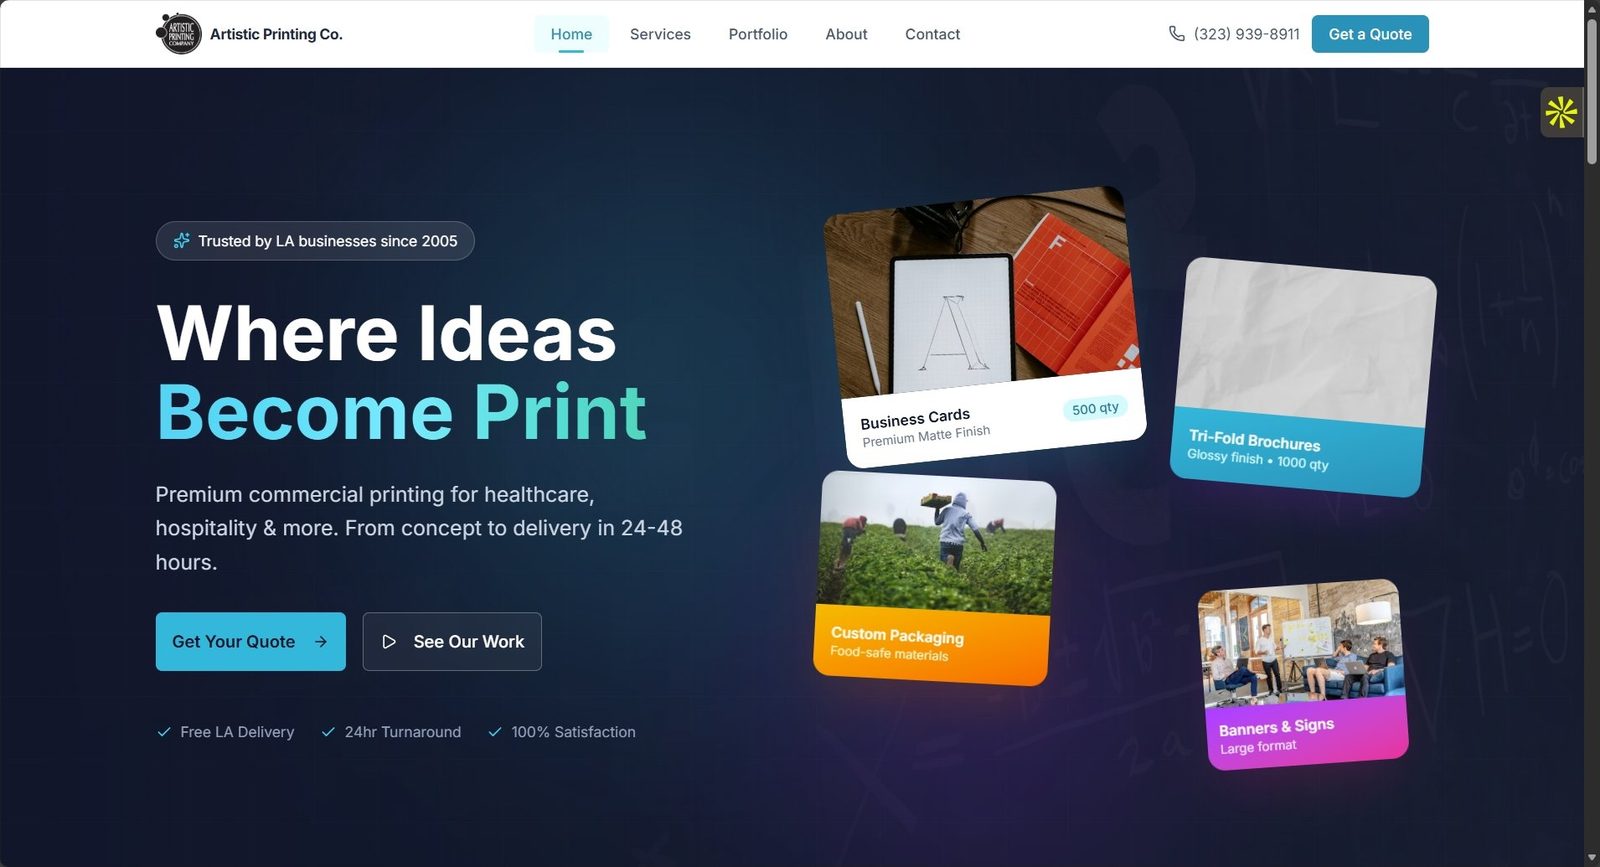 ARTISTIC
PRINTING
COMPANY
Artistic Printing Co.
Home
Services
Portfolio
About
Contact
(323) 939-8911
Get a Quote
Trusted by LA businesses since 2005
Where Ideas
Become Print
Premium commercial printing for healthcare,
hospitality & more. From concept to delivery in 24-48
hours.
Get Your Quote
See Our Work
Free LA Delivery
24hr Turnaround
100% Satisfaction
F
A
Business Cards
Premium Matte Finish
500 qty
Tri-Fold Brochures
Glossy finish • 1000 qty
Custom Packaging
Food-safe materials
Banners & Signs
Large format